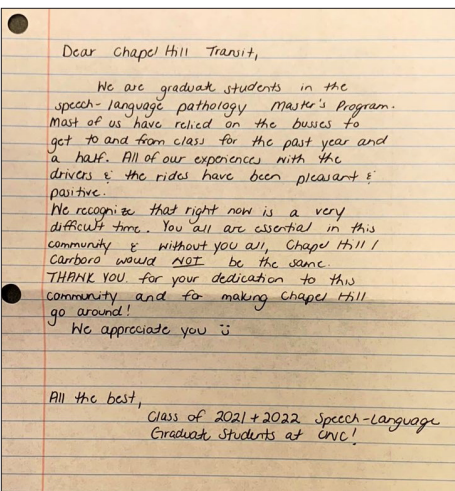 Dear Chapel Hill Transit,
We are graduate students in the
speech-language pathology Master's Program.
Most of us have relied on the busses to
get to and from class for the past year and
a half. All of our experiences with the
drivers & the rides have been pleasant &
positive.
We recognize that right now is a very
difficult time. You all are essential in this
community & without you all, Chapel Hill /
Carrboro would NOT be the same.
THANK YOU for your dedication to this
community and for making Chapel Hill
go around!
We appreciate you ü
All the best,
Class of 2021 + 2022 Speech-Language
Graduate Students at UNC!